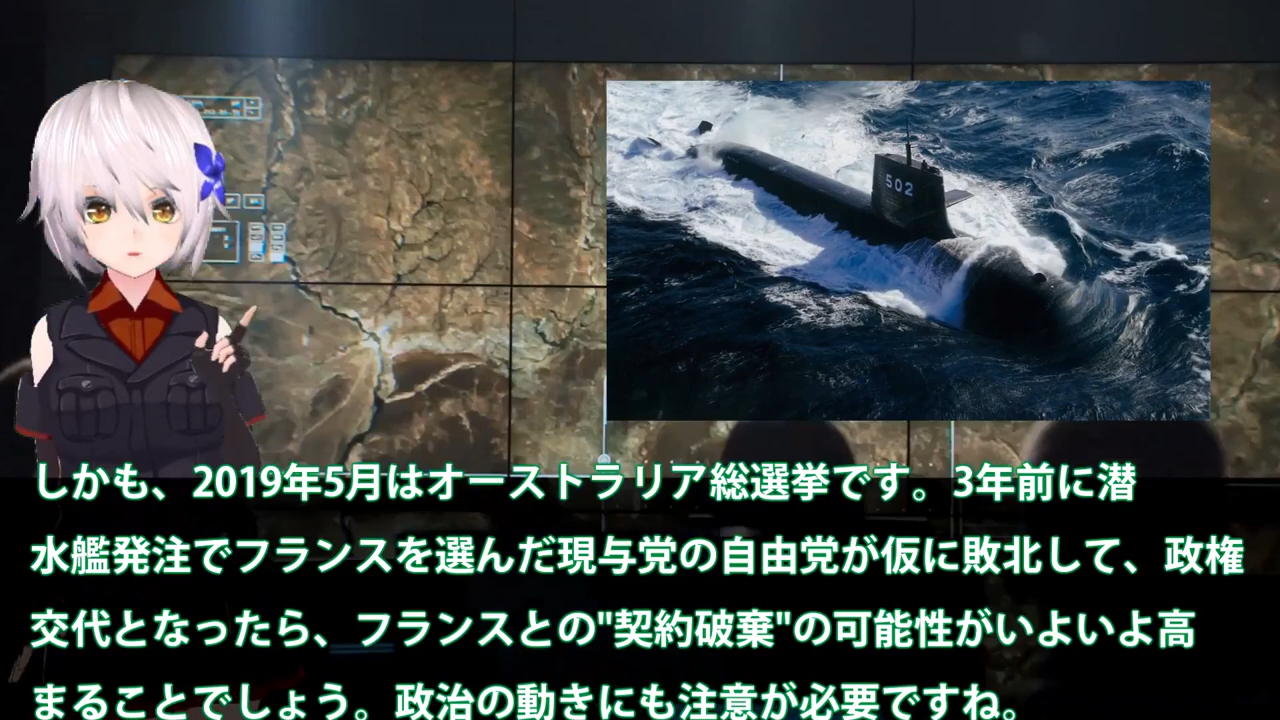 502
しかも、2019年5月はオーストラリア総選挙です。3年前に潜
水艦発注でフランスを選んだ現与党の自由党が仮に敗北して、政権
交代となったら、フランスとの"契約破棄"の可能性がいよいよ高
まることでしょう。政治の動きにも注意が必要ですね。